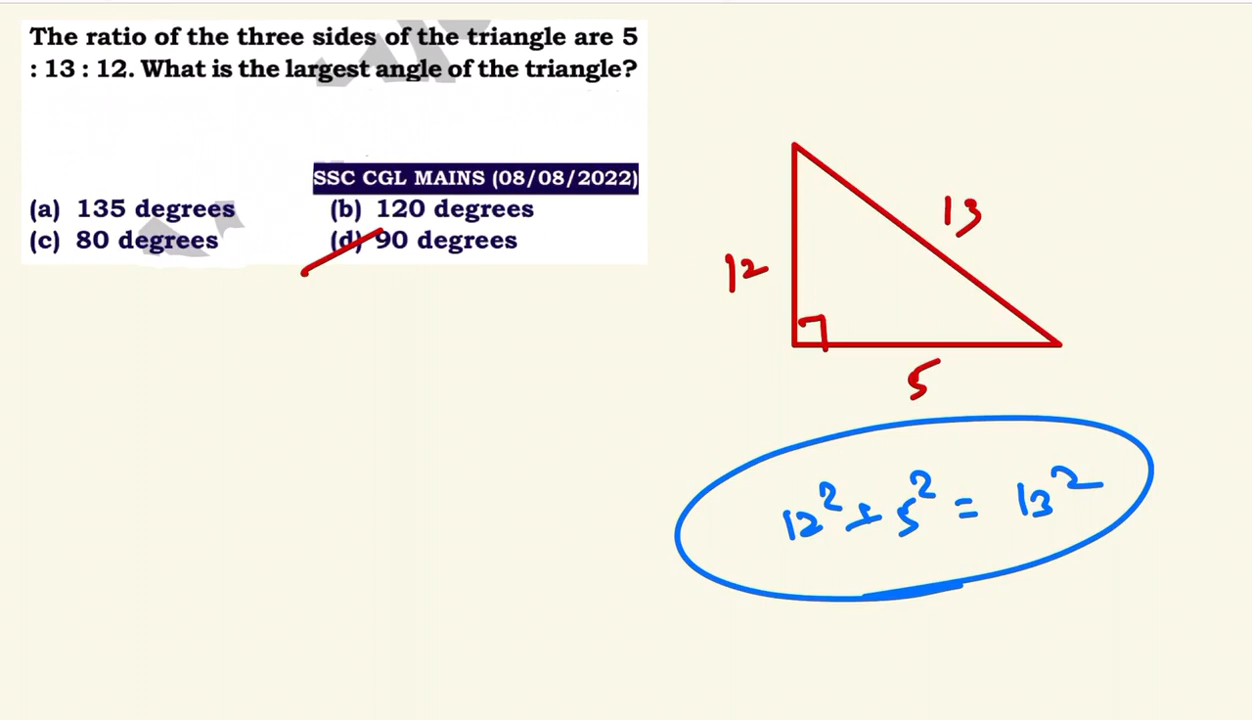 The ratio of the three sides of the triangle are 5
: 13 : 12. What is the largest angle of the triangle?
SSC CGL MAINS (08/08/2022)
(a) 135 degrees (b) 120 degrees
(c) 80 degrees (d) 90 degrees
13
12
5
12² + 5² = 13²